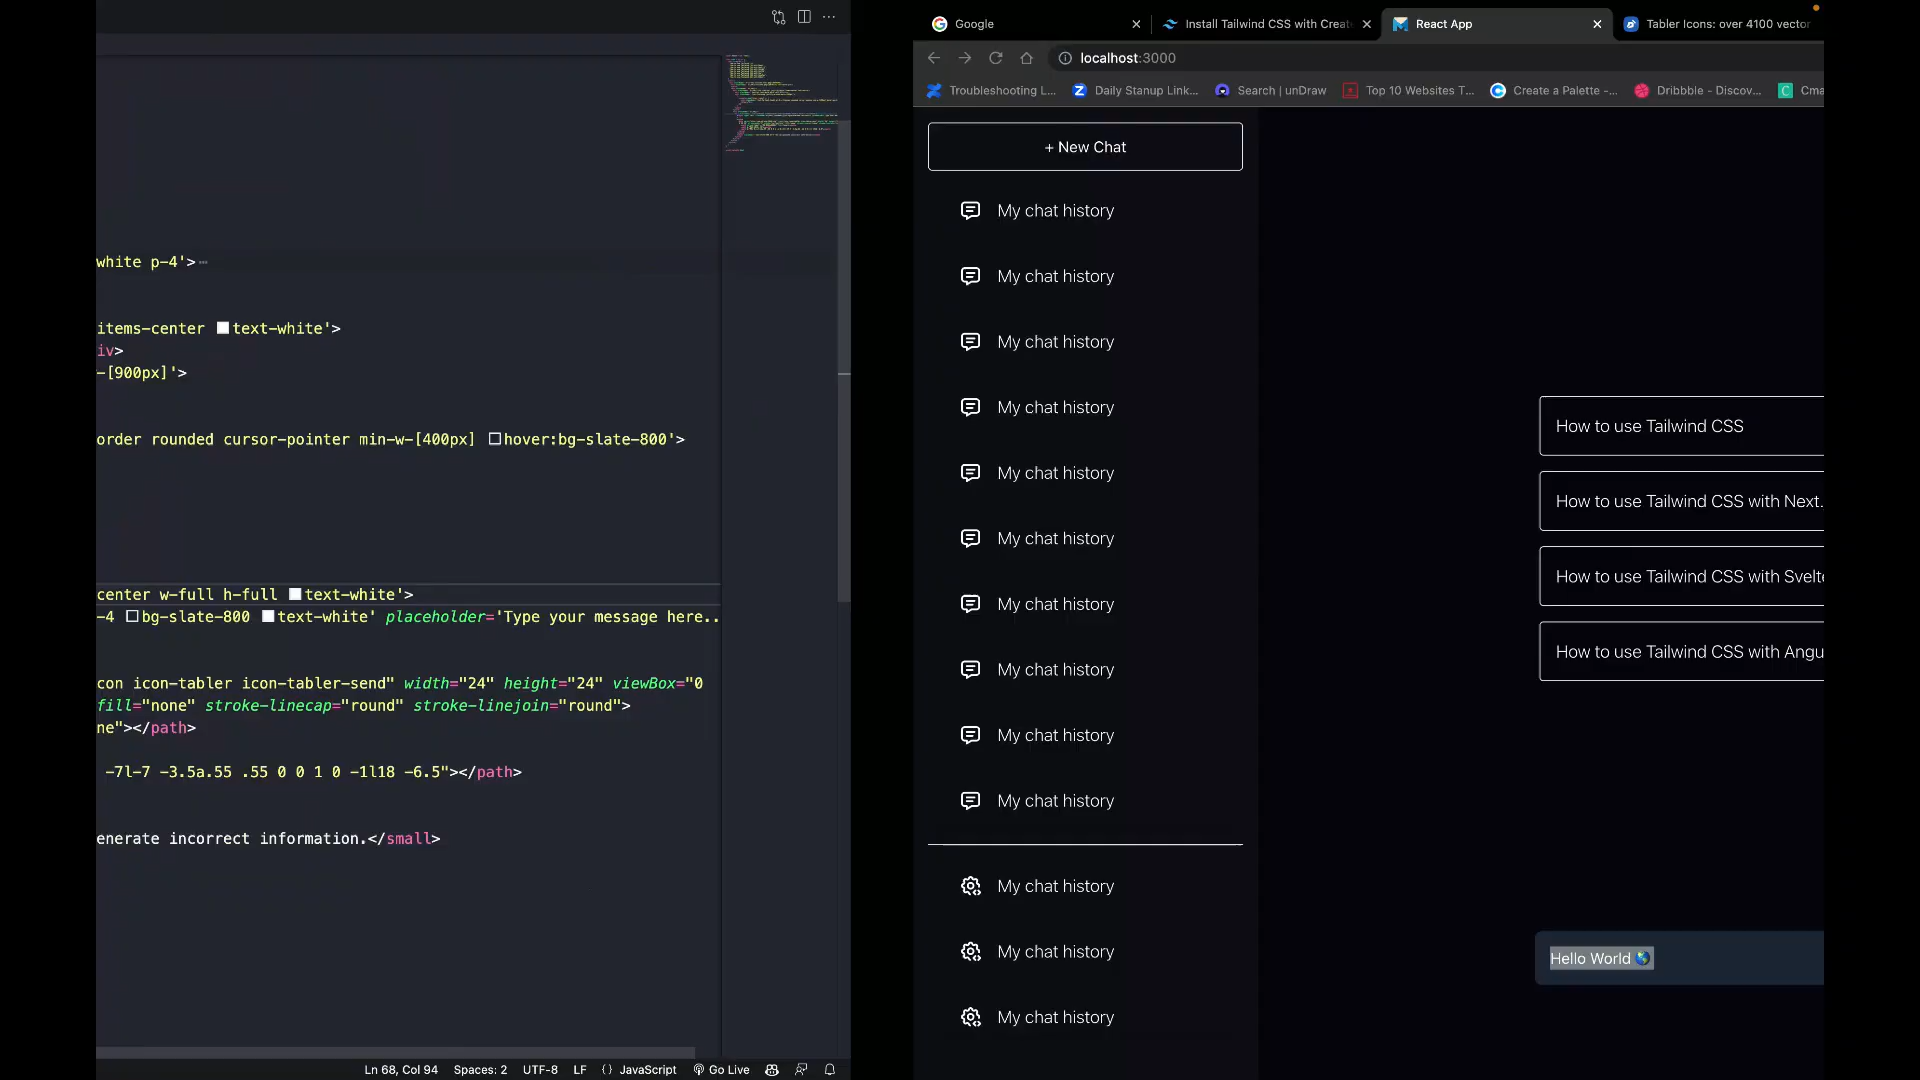 white p-4'>
items-center text-white'>
iv>
-[900px]'>
order rounded cursor-pointer min-w-[400px] hover:bg-slate-800'>
center w-full h-full text-white'>
-4 bg-slate-800 text-white' placeholder='Type your message here..
con icon-tabler icon-tabler-send" width="24" height="24" viewBox="0
fill="none" stroke-linecap="round" stroke-linejoin="round">
ne"></path>
-7l-7 -3.5a.55 .55 0 0 1 0 -1l18 -6.5"></path>
enerate incorrect information.</small>
Ln 68, Col 94 Spaces: 2 UTF-8 LF {} JavaScript Go Live
Google Install Tailwind CSS with Create React App Tabler Icons: over 4100 vector
localhost:3000
Troubleshooting L... Daily Stanup Link... Search | unDraw Top 10 Websites T... Create a Palette -... Dribbble - Discov... Cma
+ New Chat
My chat history
My chat history
My chat history
My chat history
My chat history
My chat history
My chat history
My chat history
My chat history
My chat history
My chat history
My chat history
My chat history
How to use Tailwind CSS
How to use Tailwind CSS with Next.
How to use Tailwind CSS with Svelte
How to use Tailwind CSS with Angu
Hello World 🌏